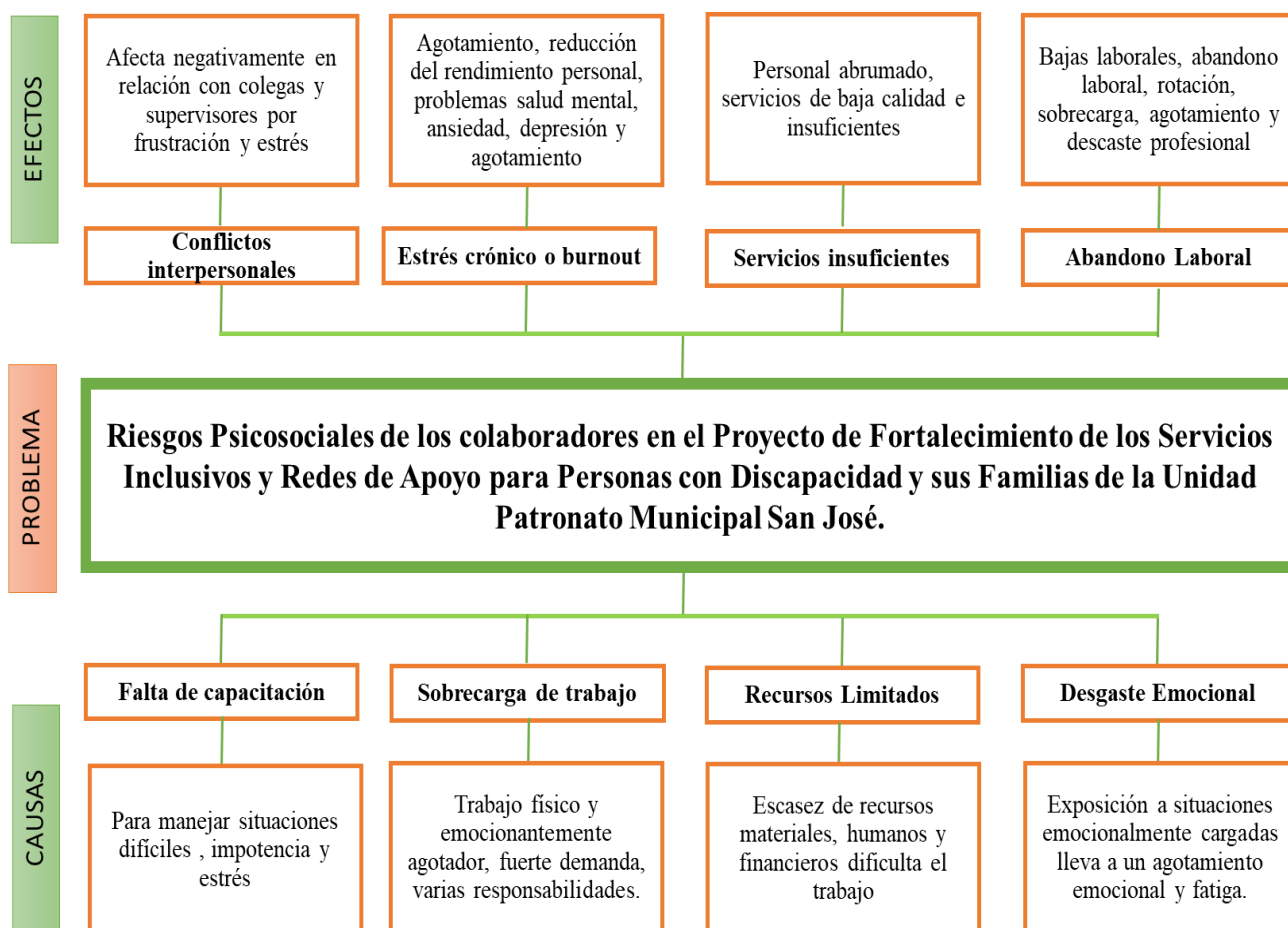 EFECTOS
Afecta negativamente en
relación con colegas y
supervisores por
frustración y estrés
Agotamiento, reducción
del rendimiento personal,
problemas salud mental,
ansiedad, depresión y
agotamiento
Personal abrumado,
servicios de baja calidad e
insuficientes
Bajas laborales, abandono
laboral, rotación,
sobrecarga, agotamiento y
descaste profesional
Conflictos
interpersonales
Estrés crónico o burnout
Servicios insuficientes
Abandono Laboral
PROBLEMA
Riesgos Psicosociales de los colaboradores en el Proyecto de Fortalecimiento de los Servicios
Inclusivos y Redes de Apoyo para Personas con Discapacidad y sus Familias de la Unidad
Patronato Municipal San José.
CAUSAS
Falta de capacitación
Sobrecarga de trabajo
Recursos Limitados
Desgaste Emocional
Para manejar situaciones
difíciles , impotencia y
estrés
Trabajo físico y
emocionantemente
agotador, fuerte demanda,
varias responsabilidades.
Escasez de recursos
materiales, humanos y
financieros dificulta el
trabajo
Exposición a situaciones
emocionalmente cargadas
lleva a un agotamiento
emocional y fatiga.